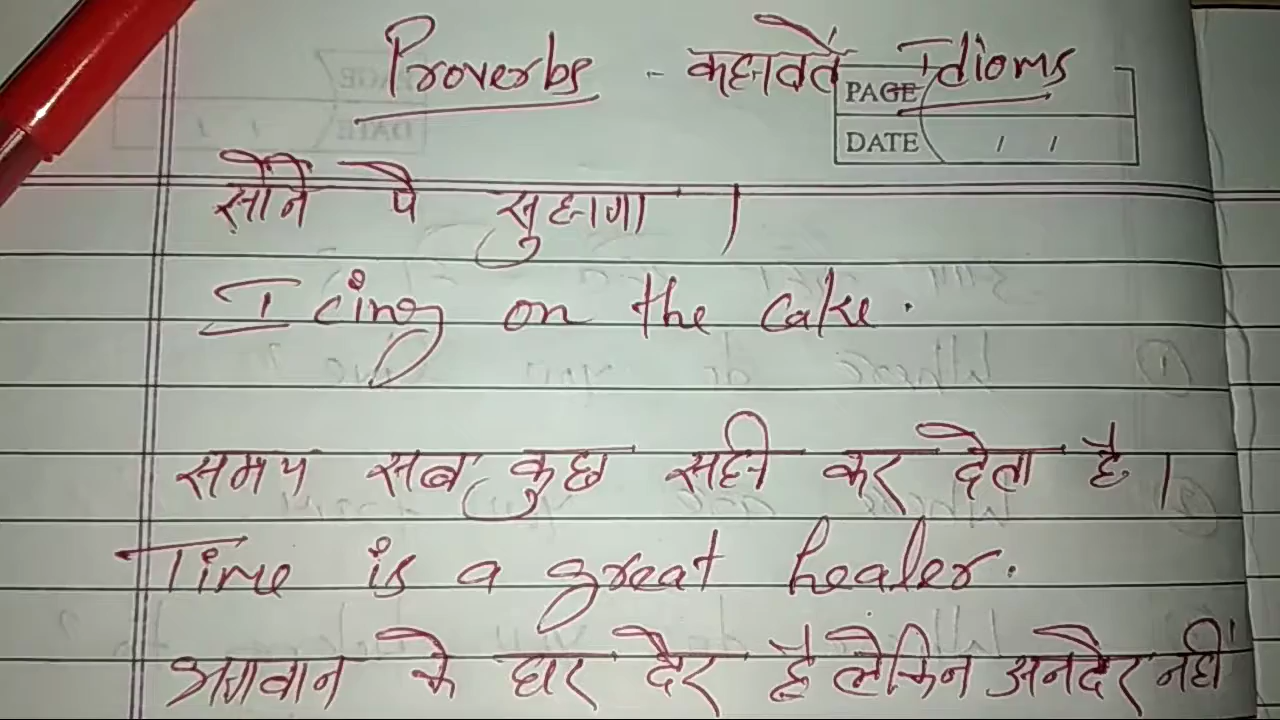 Proverbs - कहावतें Idioms
PAGE
DATE / /
सोने पे सुहागा ।
Icing on the cake.
समय सब कुछ सही कर देता है ।
Time is a great healer.
भगवान के घर देर है लेकिन अनदेर नहीं